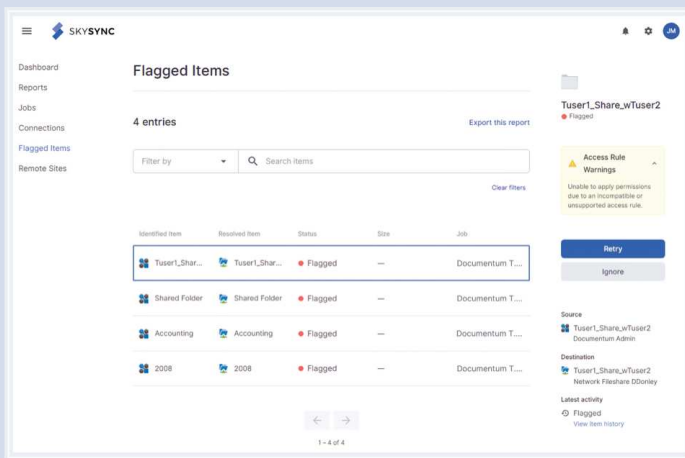 SKYSYNC
JM
Dashboard
Reports
Jobs
Connections
Flagged Items
Remote Sites
Flagged Items
4 entries
Export this report
Filter by
Search items
Clear filters
Identified Item Resolved Item Status Size Job
Tuser1_Shar... Tuser1_Shar... Flagged — Documentum T....
Shared Folder Shared Folder Flagged — Documentum T....
Accounting Accounting Flagged — Documentum T....
2008 2008 Flagged — Documentum T....
1 – 4 of 4
Tuser1_Share_wTuser2
Flagged
Access Rule
Warnings
Unable to apply permissions
due to an incompatible or
unsupported access rule.
Retry
Ignore
Source
Tuser1_Share_wTuser2
Documentum Admin
Destination
Tuser1_Share_wTuser2
Network Fileshare DDonley
Latest activity
Flagged
View item history